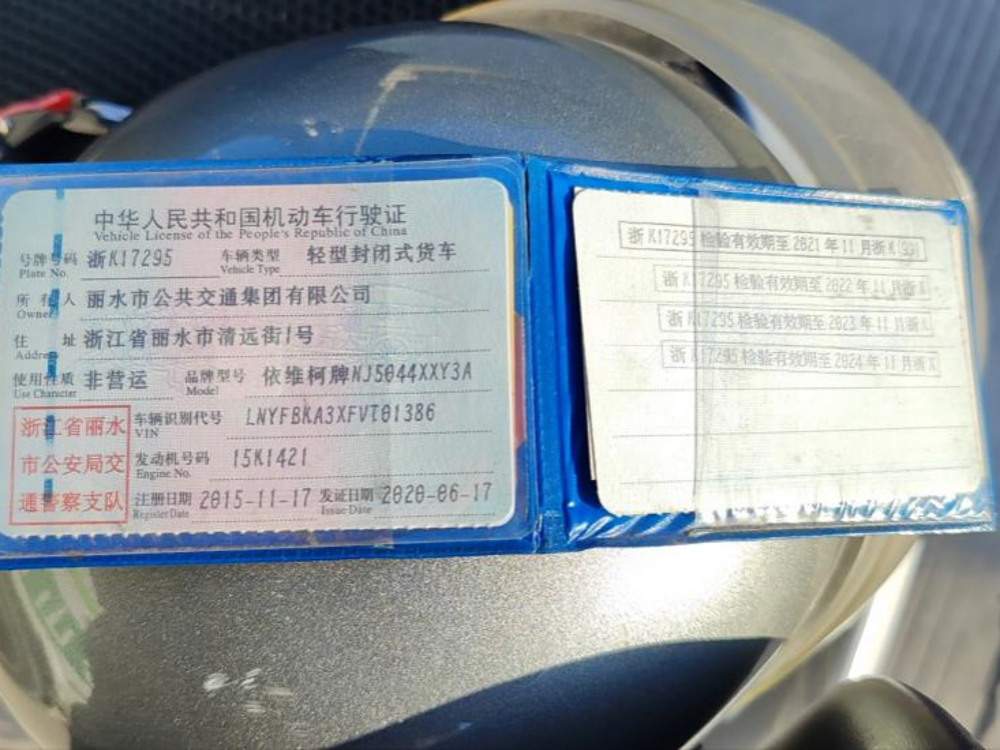 中华人民共和国机动车行驶证
Vehicle License of the People's Republic of China
号牌号码 浙K17295 车辆类型 轻型封闭式货车
Plate No. Vehicle Type
所有人 丽水市公共交通集团有限公司
Owner
住址 浙江省丽水市清远街1号
Address
使用性质 非营运 品牌型号 依维柯牌NJ5044XXY3A
Use Character Model
浙江省丽水
市公安局交
通警察支队
车辆识别代号 LNYFBKA3XFVT01386
VIN
发动机号码 15K1421
Engine No.
注册日期 2015-11-17 发证日期 2020-06-17
Register Date Issue Date
浙K17295 检验有效期至 2021 年 11 月浙K(99)
浙K17295 检验有效期至 2022 年 11 月浙K
浙K17295 检验有效期至 2023 年 11 月浙K
浙K17295 检验有效期至 2024 年 11 月浙K